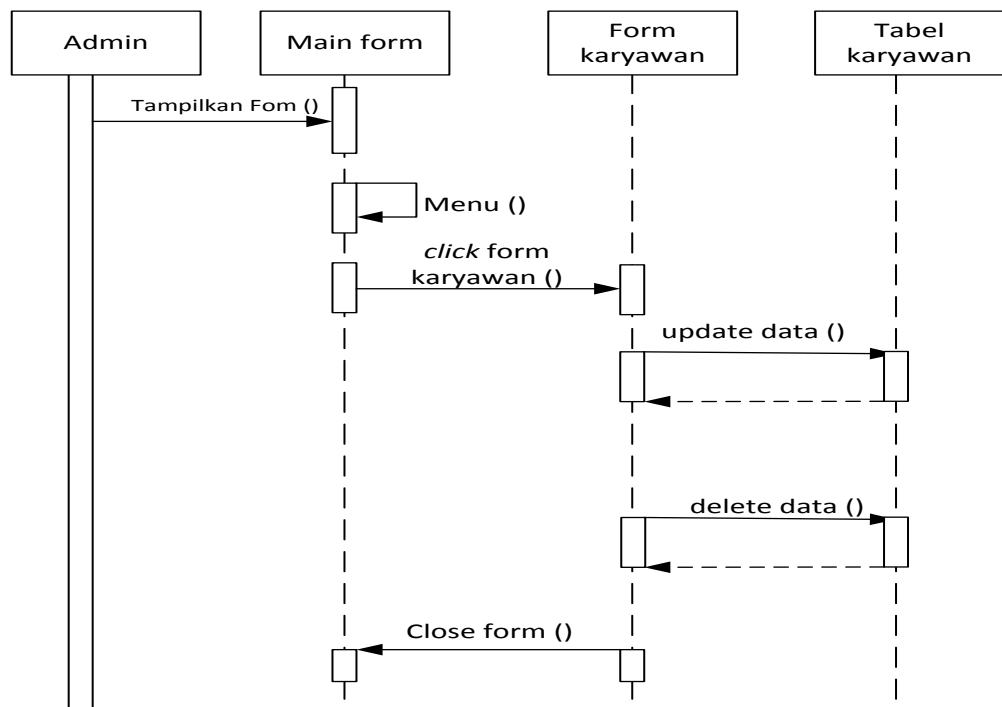 Admin
Main form
Form
karyawan
Tabel
karyawan
Tampilkan Fom ()
Menu ()
click form
karyawan ()
update data ()
delete data ()
Close form ()